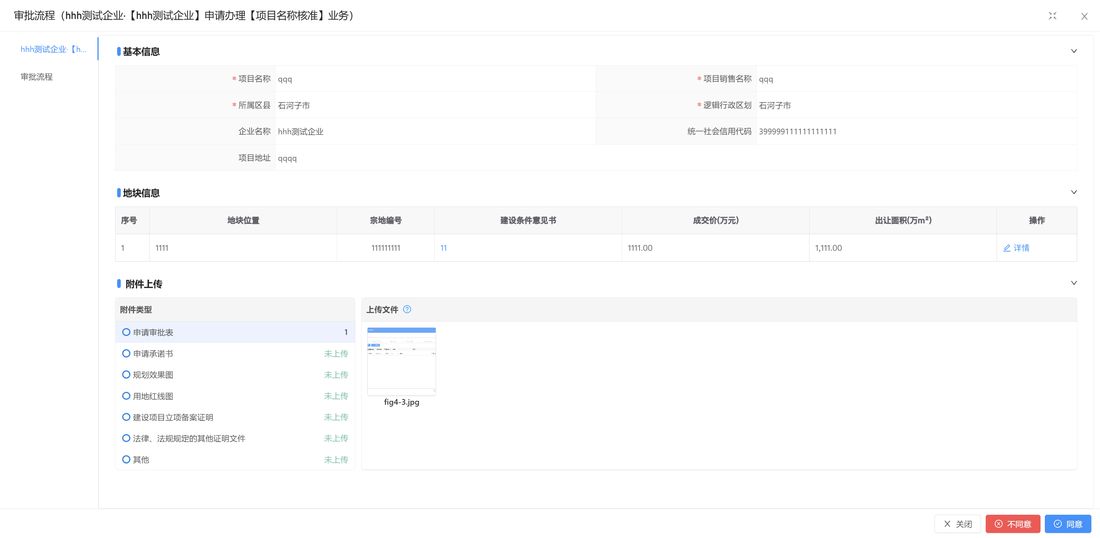 审批流程（hhh测试企业·【hhh测试企业】申请办理【项目名称核准】业务）
hhh测试企业·【h...
审批流程
基本信息
* 项目名称 qqq * 项目销售名称 qqq
* 所属区县 石河子市 * 逻辑行政区划 石河子市
企业名称 hhh测试企业 统一社会信用代码 399999111111111111
项目地址 qqqq
地块信息
序号 地块位置 宗地编号 建设条件意见书 成交价(万元) 出让面积(万m²) 操作
1 1111 111111111 11 1111.00 1,111.00 详情
附件上传
附件类型 上传文件
申请审批表 1
申请承诺书 未上传
规划效果图 未上传
用地红线图 未上传
建设项目立项备案证明 未上传
法律、法规规定的其他证明文件 未上传
其他 未上传
fig4-3.jpg
关闭 不同意 同意